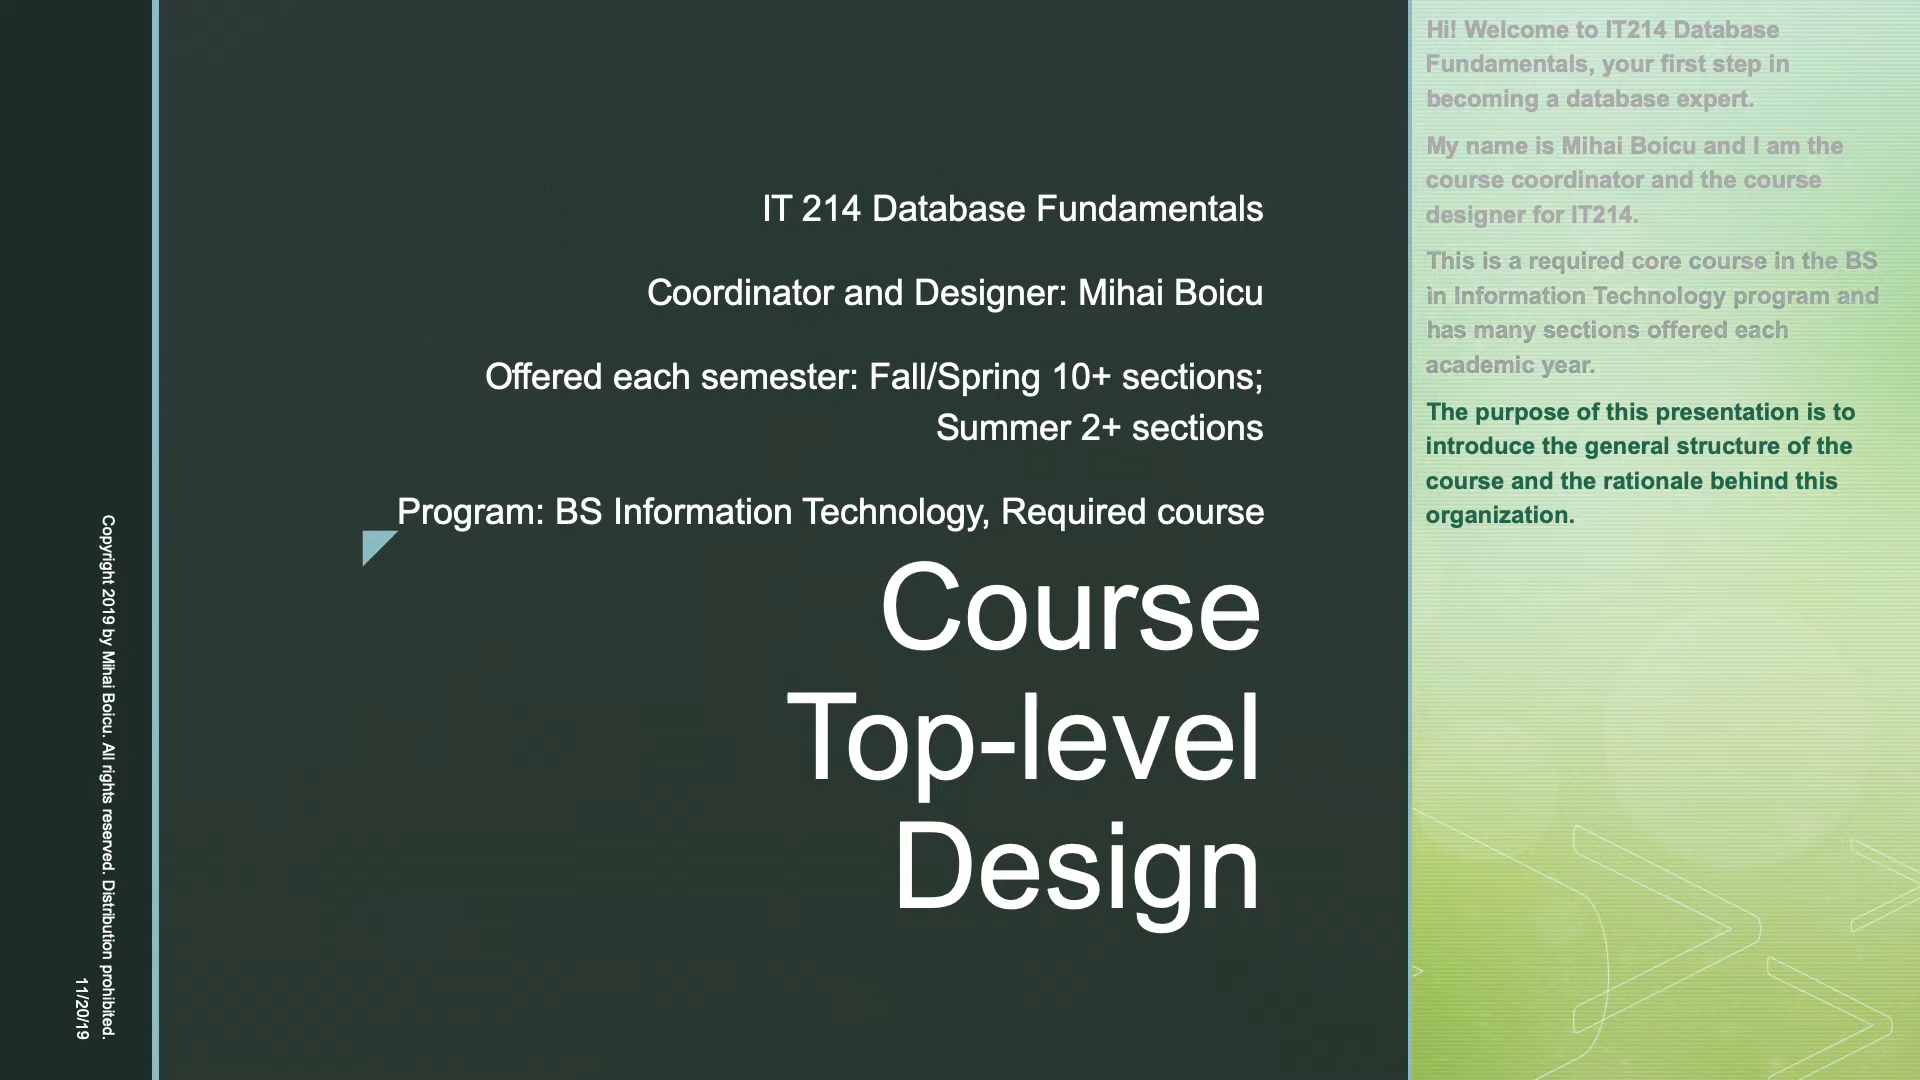 IT 214 Database Fundamentals
Coordinator and Designer: Mihai Boicu
Offered each semester: Fall/Spring 10+ sections;
Summer 2+ sections
Program: BS Information Technology, Required course
Course
Top-level
Design
Hi! Welcome to IT214 Database
Fundamentals, your first step in
becoming a database expert.
My name is Mihai Boicu and I am the
course coordinator and the course
designer for IT214.
This is a required core course in the BS
in Information Technology program and
has many sections offered each
academic year.
The purpose of this presentation is to
introduce the general structure of the
course and the rationale behind this
organization.
Copyright 2019 by Mihai Boicu. All rights reserved. Distribution prohibited.
11/20/19